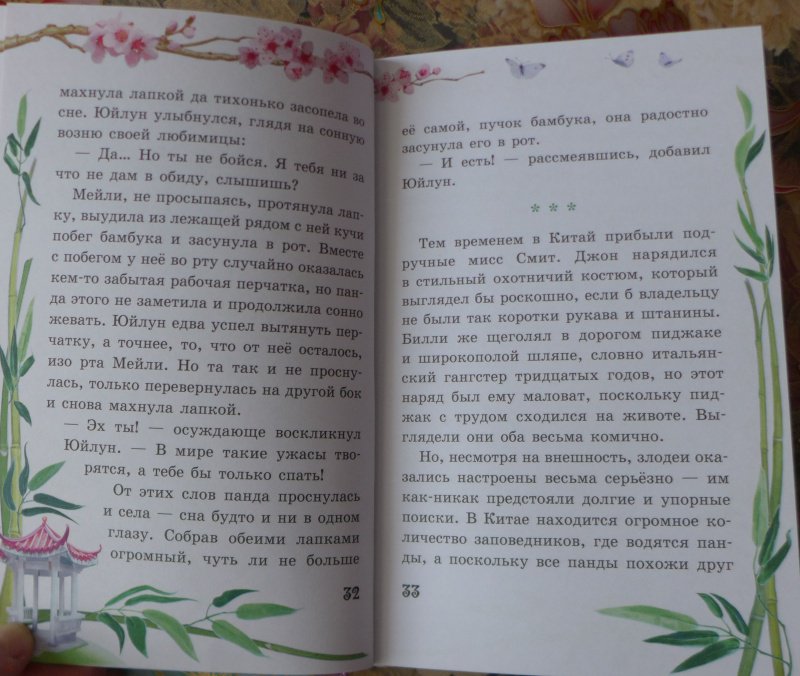 махнула лапкой да тихонько засопела во
сне. Юйлун улыбнулся, глядя на сонную
возню своей любимицы:
— Да... Но ты не бойся. Я тебя ни за
что не дам в обиду, слышишь?
Мейли, не просыпаясь, протянула лап-
ку, выудила из лежащей рядом с ней кучи
побег бамбука и засунула в рот. Вместе
с побегом у неё во рту случайно оказалась
кем-то забытая рабочая перчатка, но пан-
да этого не заметила и продолжила сонно
жевать. Юйлун едва успел вытянуть пер-
чатку, а точнее, то, что от неё осталось,
изо рта Мейли. Но та так и не просну-
лась, только перевернулась на другой бок
и снова махнула лапкой.
— Эх ты! — осуждающе воскликнул
Юйлун. — В мире такие ужасы тво-
рятся, а тебе бы только спать!
От этих слов панда проснулась
и села — сна будто и ни в одном
глазу. Собрав обеими лапками
огромный, чуть ли не больше
32
её самой, пучок бамбука, она радостно
засунула его в рот.
— И есть! — рассмеявшись, добавил
Юйлун.
* * *
Тем временем в Китай прибыли под-
ручные мисс Смит. Джон нарядился
в стильный охотничий костюм, который
выглядел бы роскошно, если б владельцу
не были так коротки рукава и штанины.
Билли же щеголял в дорогом пиджаке
и широкополой шляпе, словно итальян-
ский гангстер тридцатых годов, но этот
наряд был ему маловат, поскольку пид-
жак с трудом сходился на животе. Вы-
глядели они оба весьма комично.
Но, несмотря на внешность, злодеи ока-
зались настроены весьма серьёзно — им
как-никак предстояли долгие и упорные
поиски. В Китае находится огромное ко-
личество заповедников, где водятся пан-
ды, а поскольку все панды похожи друг
33